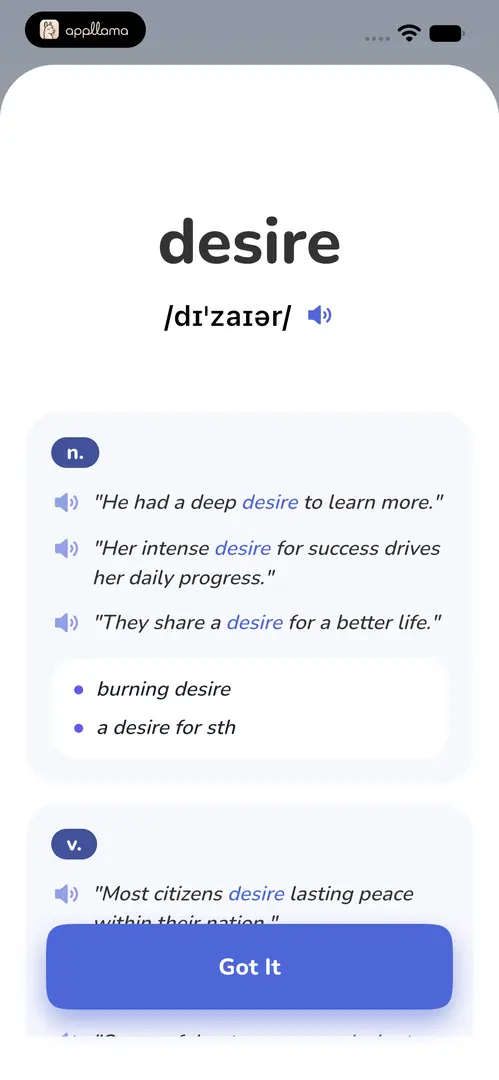 appllama
desire
/dɪˈzaɪər/
n.
"He had a deep desire to learn more."
"Her intense desire for success drives
her daily progress."
"They share a desire for a better life."
burning desire
a desire for sth
v.
"Most citizens desire lasting peace
within their nation."
Got It